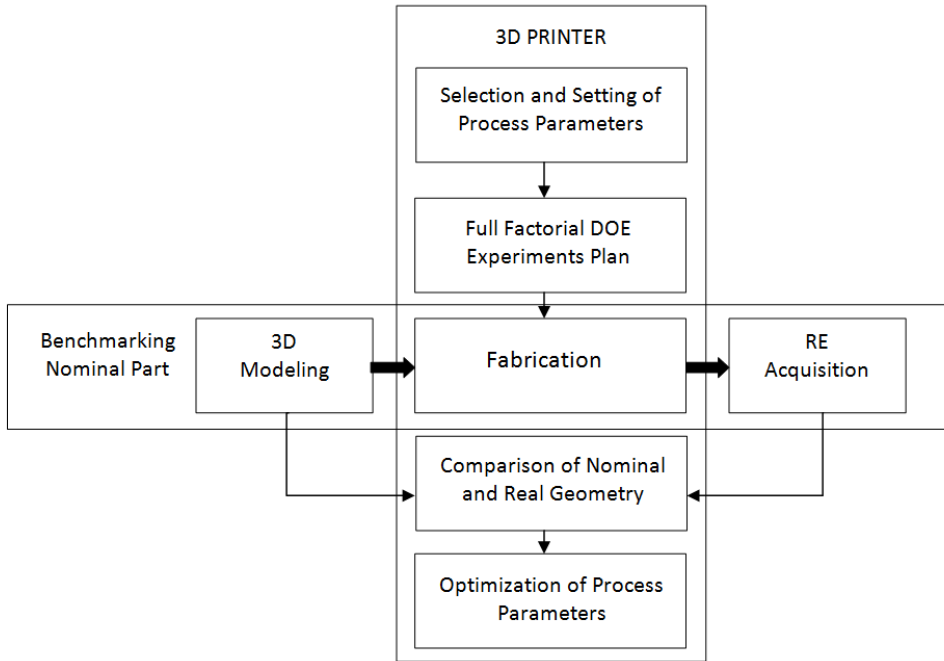 3D PRINTER
Selection and Setting of
Process Parameters
Full Factorial DOE
Experiments Plan
Benchmarking
Nominal Part
3D
Modeling
Fabrication
RE
Acquisition
Comparison of Nominal
and Real Geometry
Optimization of Process
Parameters